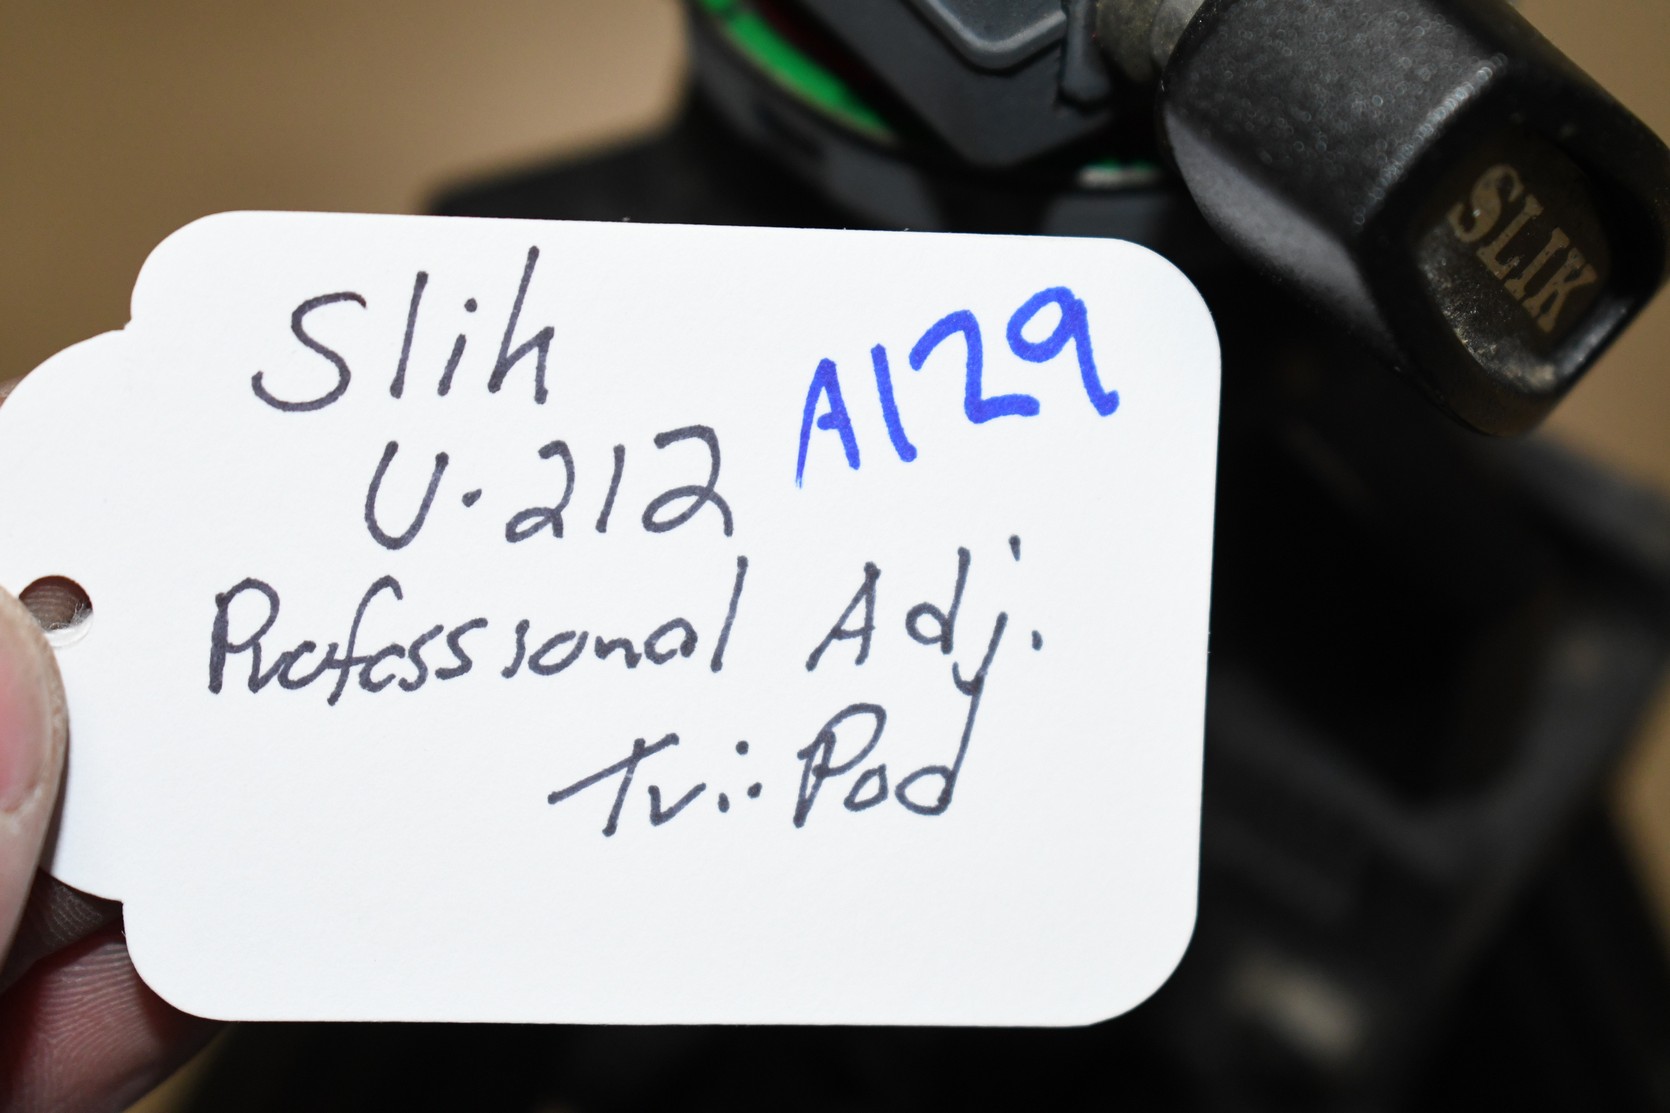 Slik
A129
U-212
Professional Adj.
Tri-Pod
SLIK